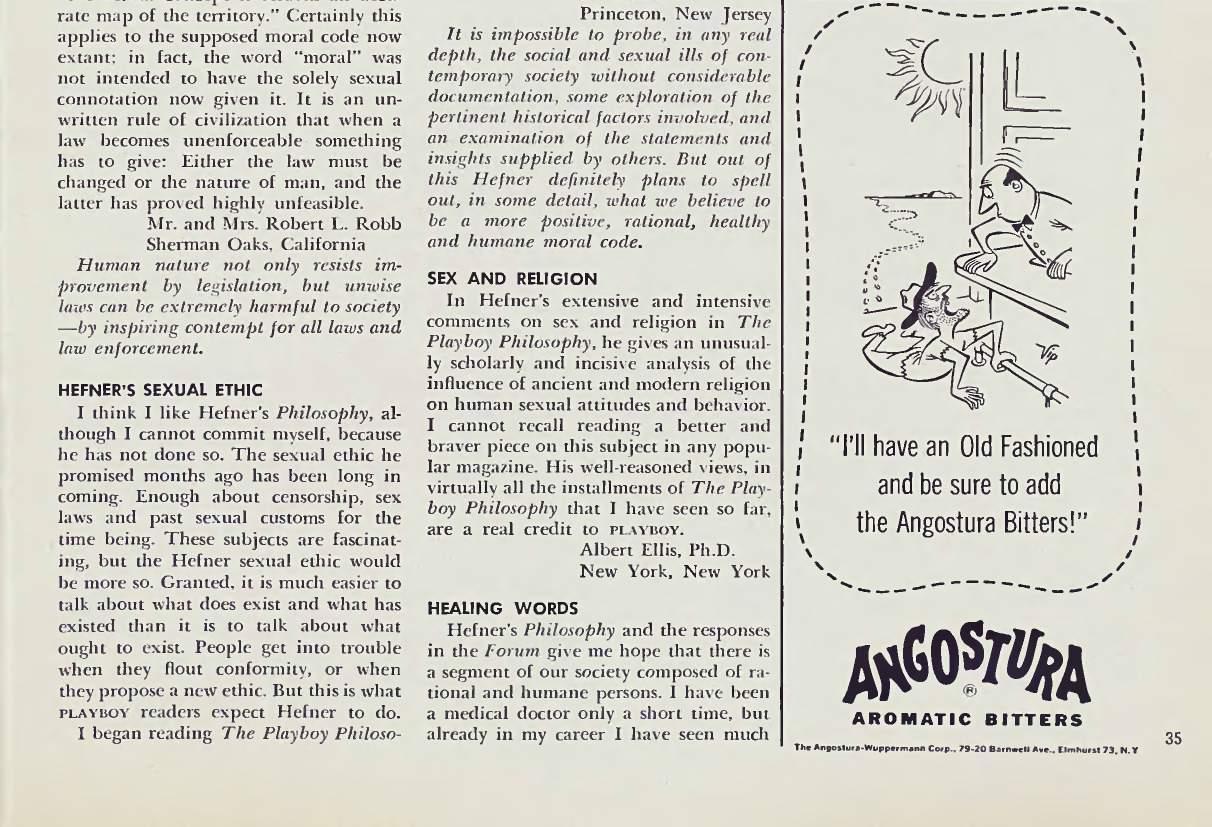 rate map of the territory." Certainly this
applies to the supposed moral code now
extant; in fact, the word "moral" was
not intended to have the solely sexual
connotation now given it. It is an un-
written rule of civilization that when a
law becomes unenforceable something
has to give: Either the law must be
changed or the nature of man, and the
latter has proved highly unfeasible.
Mr. and Mrs. Robert L. Robb
Sherman Oaks, California
Human nature not only resists im-
provement by legislation, but unwise
laws can be extremely harmful to society
—by inspiring contempt for all laws and
law enforcement.
HEFNER'S SEXUAL ETHIC
I think I like Hefner's Philosophy, al-
though I cannot commit myself, because
he has not done so. The sexual ethic he
promised months ago has been long in
coming. Enough about censorship, sex
laws and past sexual customs for the
time being. These subjects are fascinat-
ing, but the Hefner sexual ethic would
be more so. Granted, it is much easier to
talk about what does exist and what has
existed than it is to talk about what
ought to exist. People get into trouble
when they flout conformity, or when
they propose a new ethic. But this is what
PLAYBOY readers expect Hefner to do.
I began reading The Playboy Philoso-
Princeton, New Jersey
It is impossible to probe, in any real
depth, the social and sexual ills of con-
temporary society without considerable
documentation, some exploration of the
pertinent historical factors involved, and
an examination of the statements and
insights supplied by others. But out of
this Hefner definitely plans to spell
out, in some detail, what we believe to
be a more positive, rational, healthy
and humane moral code.
SEX AND RELIGION
In Hefner's extensive and intensive
comments on sex and religion in The
Playboy Philosophy, he gives an unusual-
ly scholarly and incisive analysis of the
influence of ancient and modern religion
on human sexual attitudes and behavior.
I cannot recall reading a better and
braver piece on this subject in any popu-
lar magazine. His well-reasoned views, in
virtually all the installments of The Play-
boy Philosophy that I have seen so far,
are a real credit to PLAYBOY.
Albert Ellis, Ph.D.
New York, New York
HEALING WORDS
Hefner's Philosophy and the responses
in the Forum give me hope that there is
a segment of our society composed of ra-
tional and humane persons. I have been
a medical doctor only a short time, but
already in my career I have seen much
Vip
"I'll have an Old Fashioned
and be sure to add
the Angostura Bitters!"
ANGOSTURA
®
AROMATIC BITTERS
The Angostura-Wuppermann Corp., 79-20 Barnwell Ave., Elmhurst 73, N.Y
35